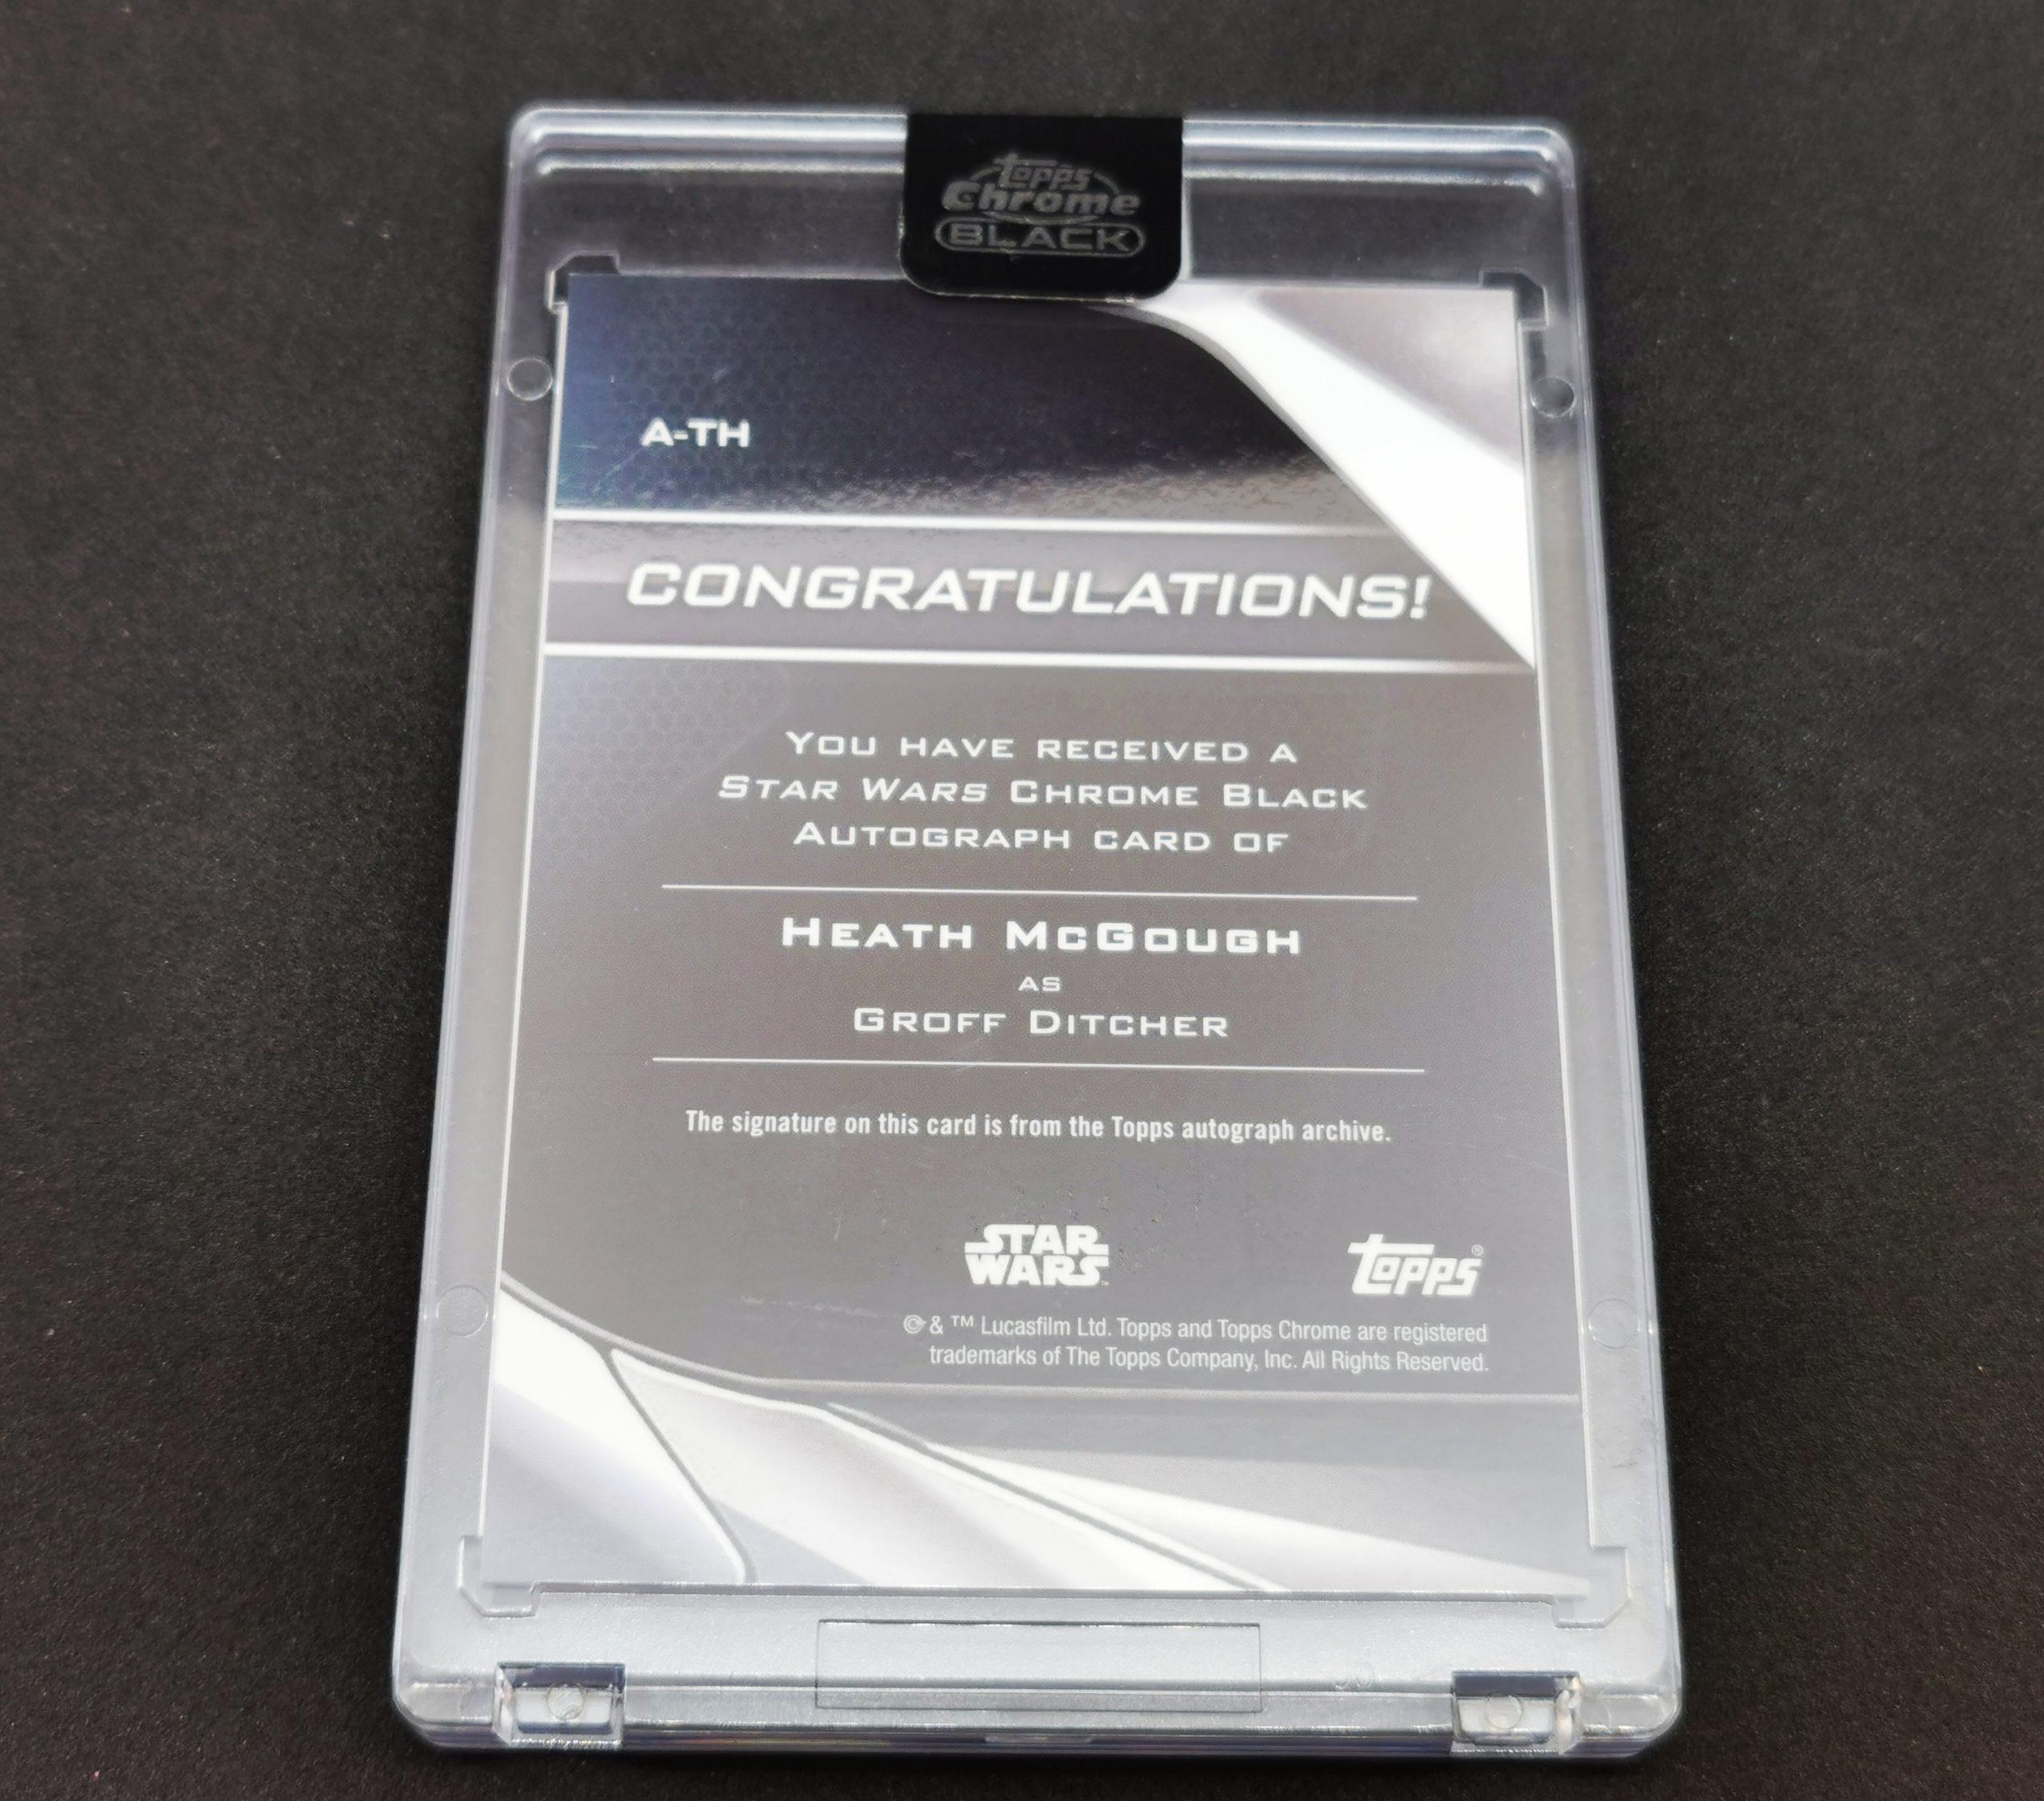 Topps
Chrome
BLACK
A-TH
CONGRATULATIONS!
YOU HAVE RECEIVED A
STAR WARS CHROME BLACK
AUTOGRAPH CARD OF
HEATH MCGOUGH
AS
GROFF DITCHER
The signature on this card is from the Topps autograph archive.
STAR
WARS
Topps®
© & ™ Lucasfilm Ltd. Topps and Topps Chrome are registered
trademarks of The Topps Company, Inc. All Rights Reserved.